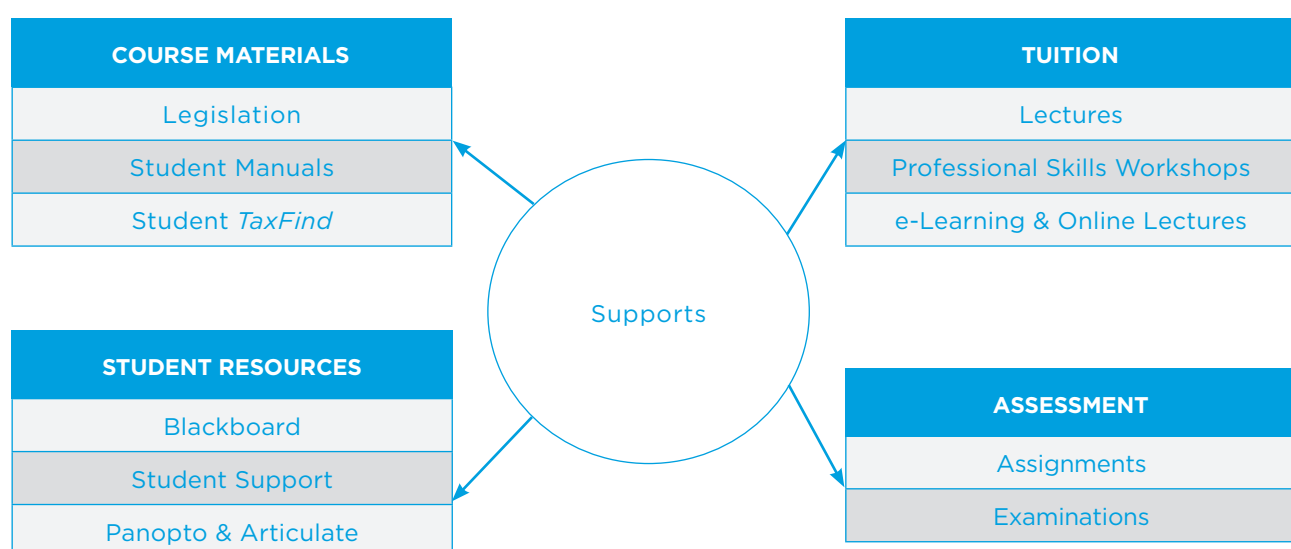 COURSE MATERIALS
Legislation
Student Manuals
Student TaxFind
TUITION
Lectures
Professional Skills Workshops
e-Learning & Online Lectures
Supports
STUDENT RESOURCES
Blackboard
Student Support
Panopto & Articulate
ASSESSMENT
Assignments
Examinations